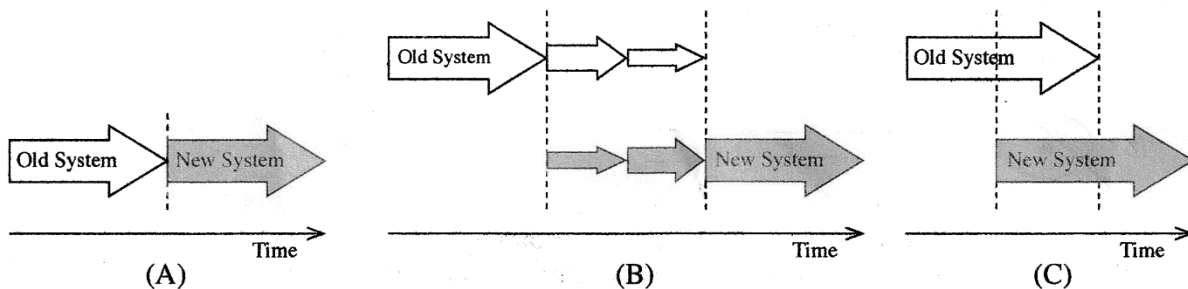 Old System
New System
Time
(A)
Old System
New System
Time
(B)
Old System
New System
Time
(C)